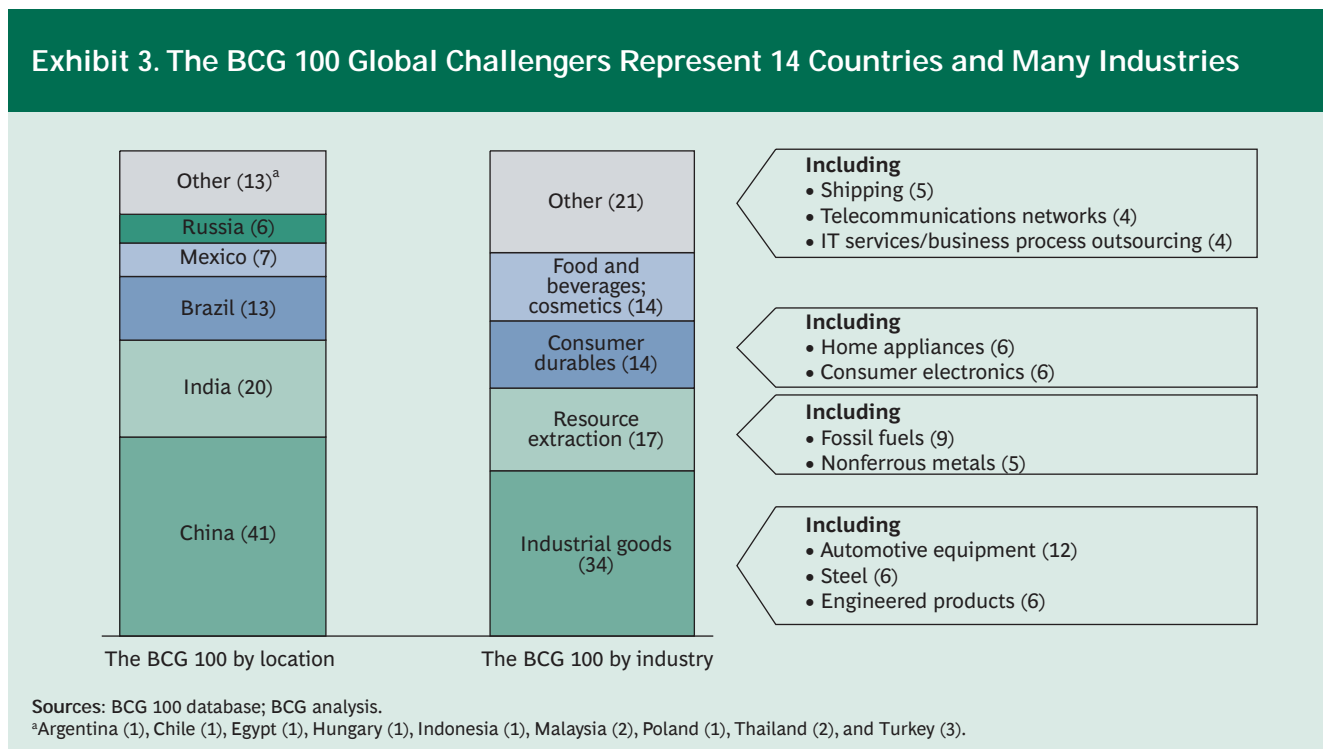 Exhibit 3. The BCG 100 Global Challengers Represent 14 Countries and Many Industries
Other (13)a
Russia (6)
Mexico (7)
Brazil (13)
India (20)
China (41)
The BCG 100 by location
Other (21)
Food and
beverages;
cosmetics (14)
Consumer
durables (14)
Resource
extraction (17)
Industrial goods
(34)
The BCG 100 by industry
Including
• Shipping (5)
• Telecommunications networks (4)
• IT services/business process outsourcing (4)
Including
• Home appliances (6)
• Consumer electronics (6)
Including
• Fossil fuels (9)
• Nonferrous metals (5)
Including
• Automotive equipment (12)
• Steel (6)
• Engineered products (6)
Sources: BCG 100 database; BCG analysis.
aArgentina (1), Chile (1), Egypt (1), Hungary (1), Indonesia (1), Malaysia (2), Poland (1), Thailand (2), and Turkey (3).